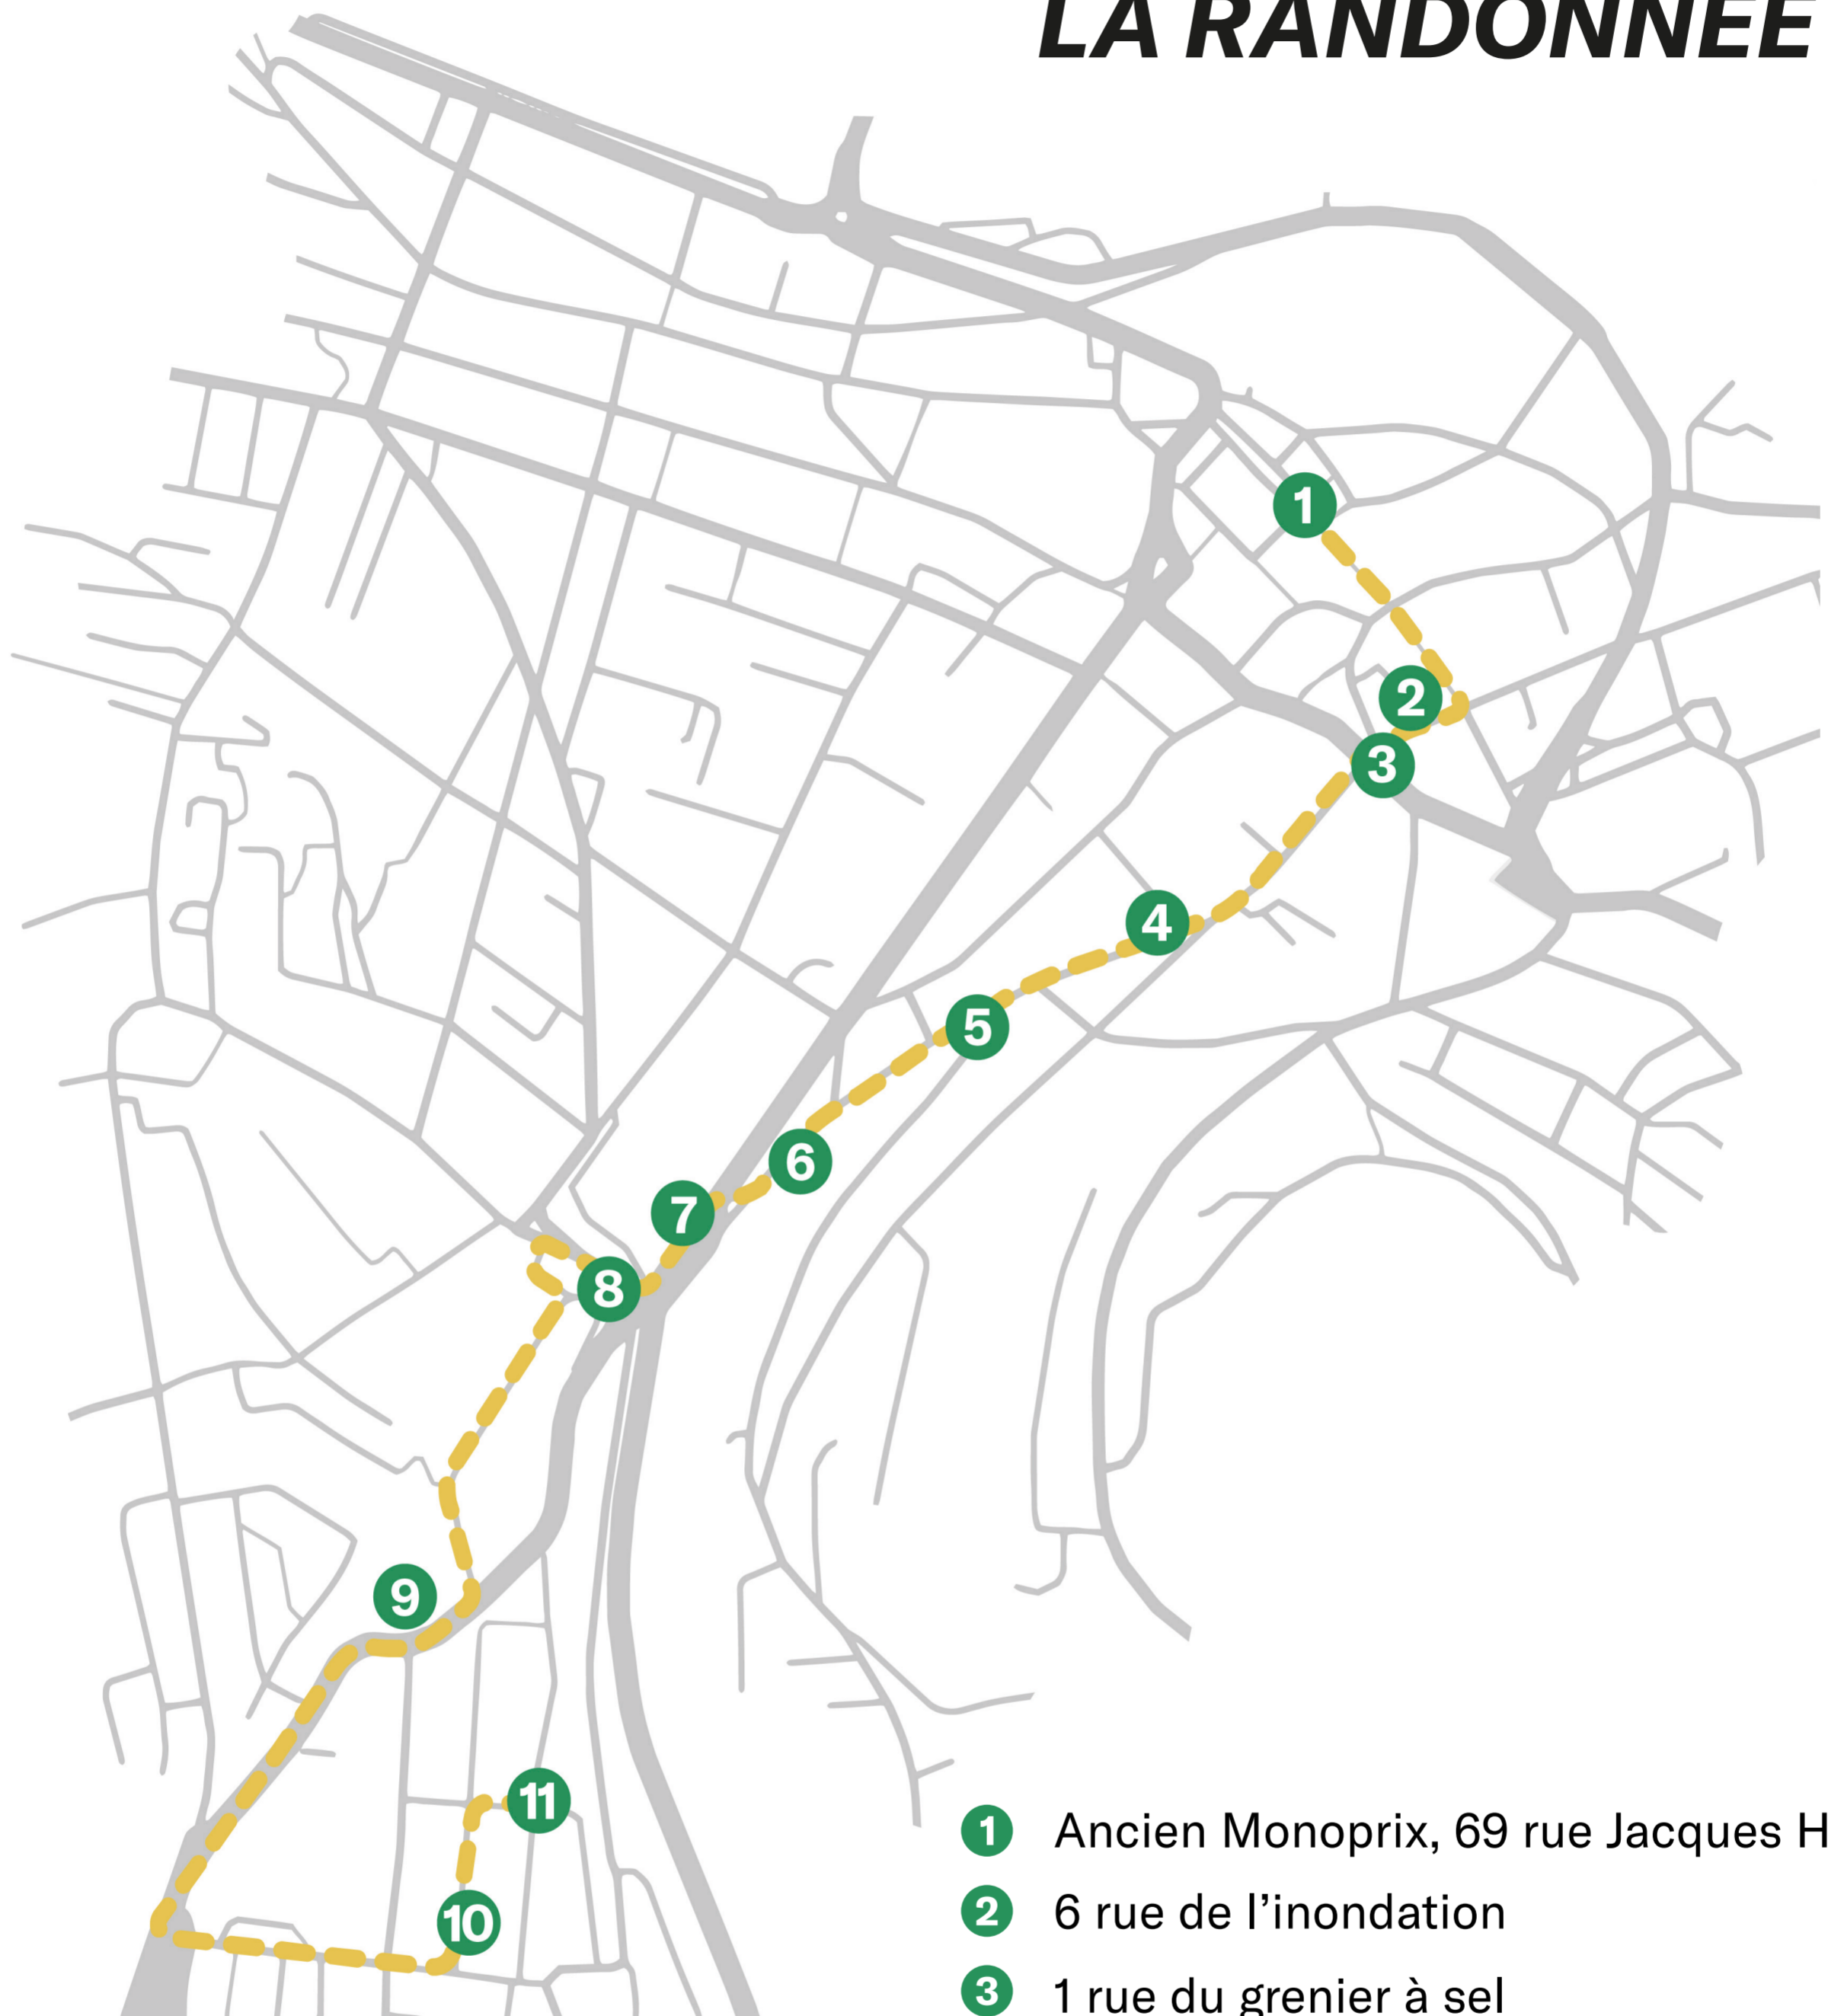 LA RANDONNÉE
1
2
3
4
5
6
7
8
9
11
10
1 Ancien Monoprix, 69 rue Jacques H
2 6 rue de l’inondation
3 1 rue du grenier à sel